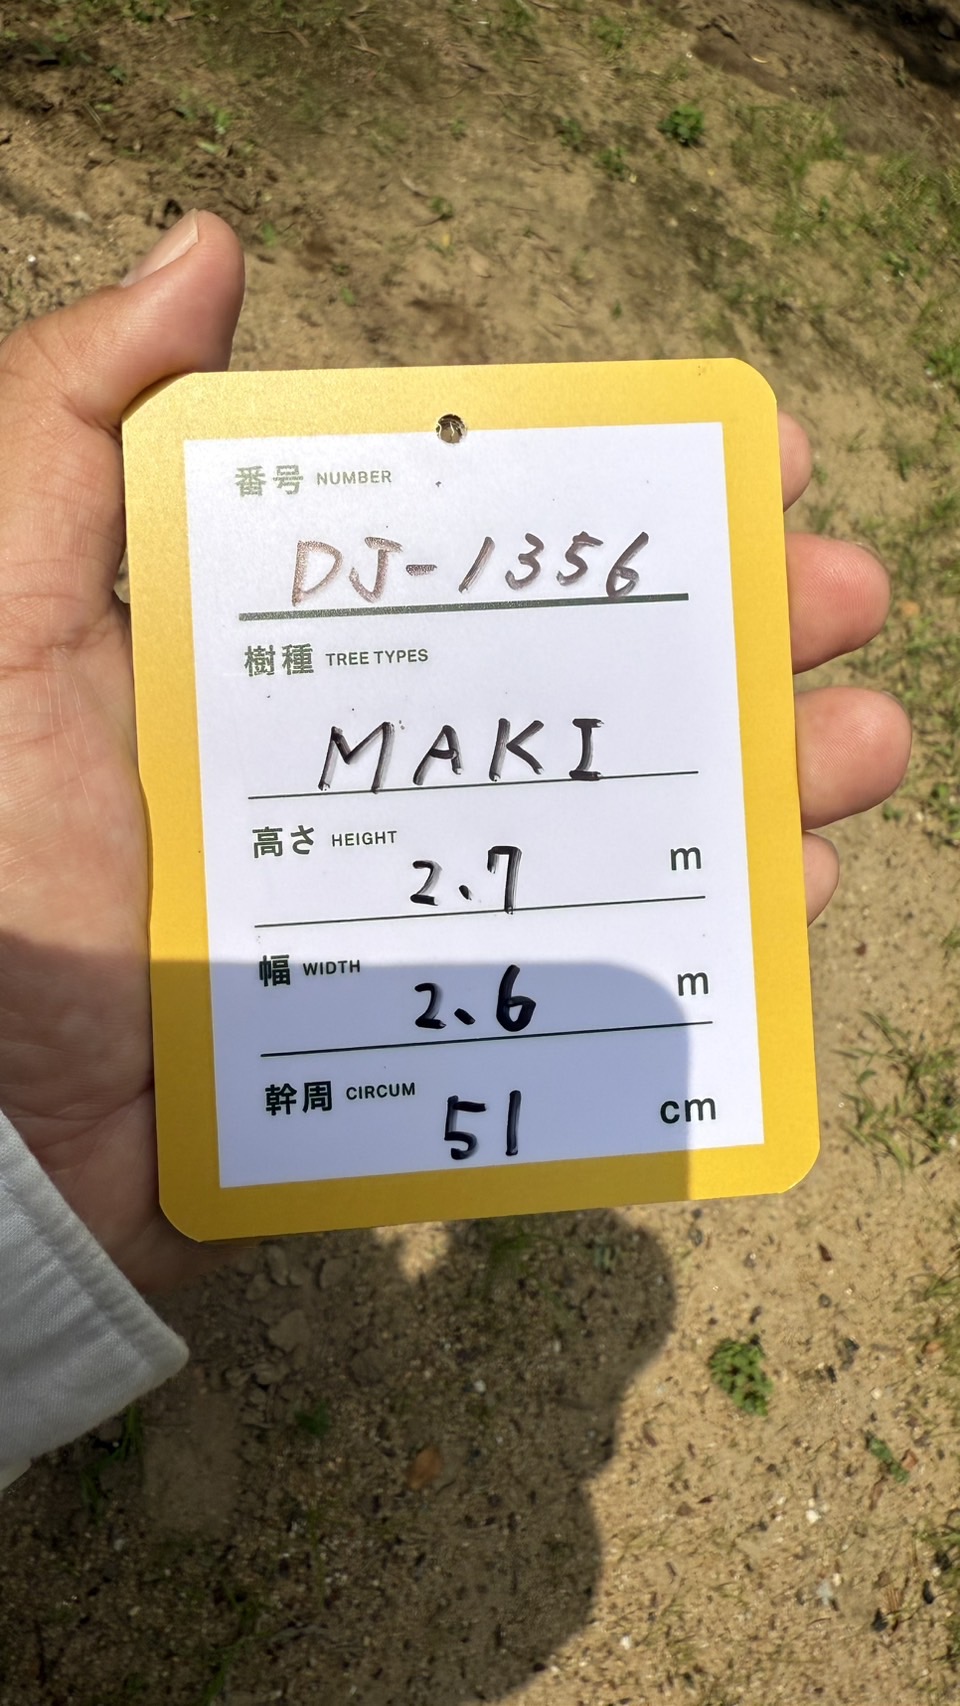 番号 NUMBER
DJ-1356
樹種 TREE TYPES
MAKI
高さ HEIGHT 2.7 m
幅 WIDTH 2.6 m
幹周 CIRCUM 51 cm